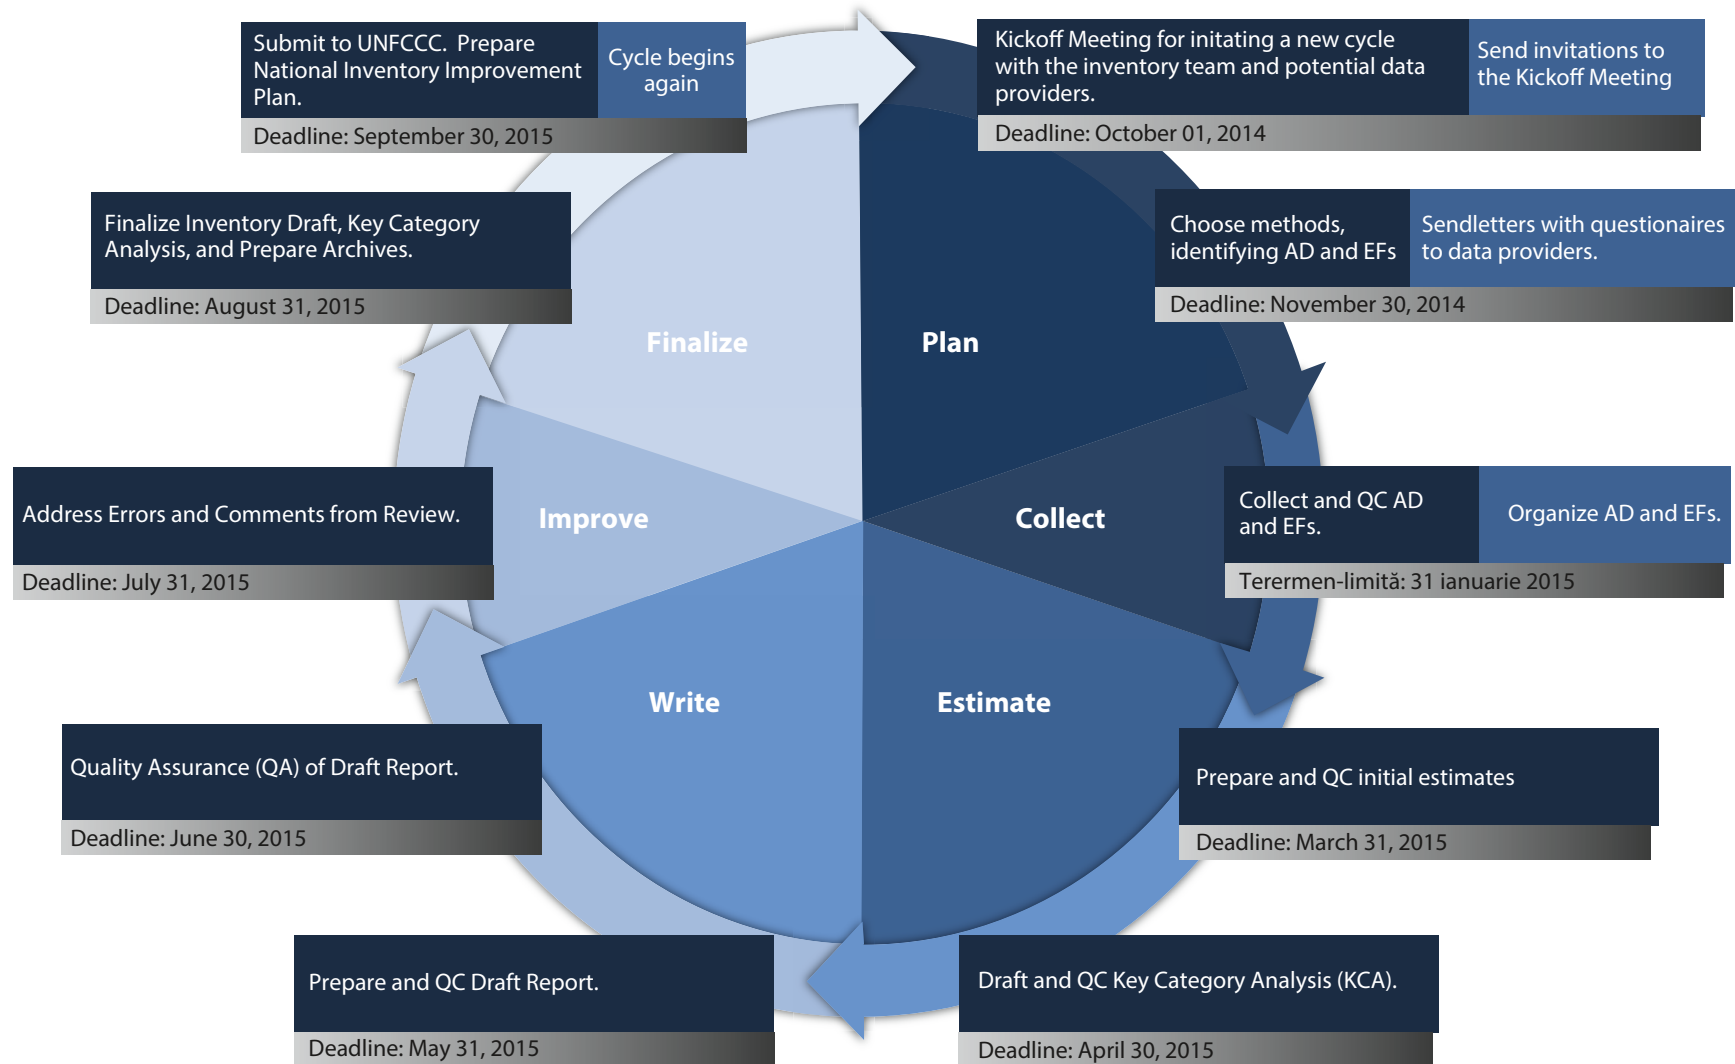 Submit to UNFCCC.  Prepare
National Inventory Improvement
Plan.
Cycle begins
again
Deadline: September 30, 2015
Kickoff Meeting for initating a new cycle
with the inventory team and potential data
providers.
Send invitations to
the Kickoff Meeting
Deadline: October 01, 2014
Finalize Inventory Draft, Key Category
Analysis, and Prepare Archives.
Deadline: August 31, 2015
Choose methods,
identifying AD and EFs
Sendletters with questionaires
to data providers.
Deadline: November 30, 2014
Finalize
Plan
Address Errors and Comments from Review.
Deadline: July 31, 2015
Improve
Collect
Collect and QC AD
and EFs.
Organize AD and EFs.
Terermen-limită: 31 ianuarie 2015
Write
Estimate
Quality Assurance (QA) of Draft Report.
Deadline: June 30, 2015
Prepare and QC initial estimates
Deadline: March 31, 2015
Prepare and QC Draft Report.
Deadline: May 31, 2015
Draft and QC Key Category Analysis (KCA).
Deadline: April 30, 2015